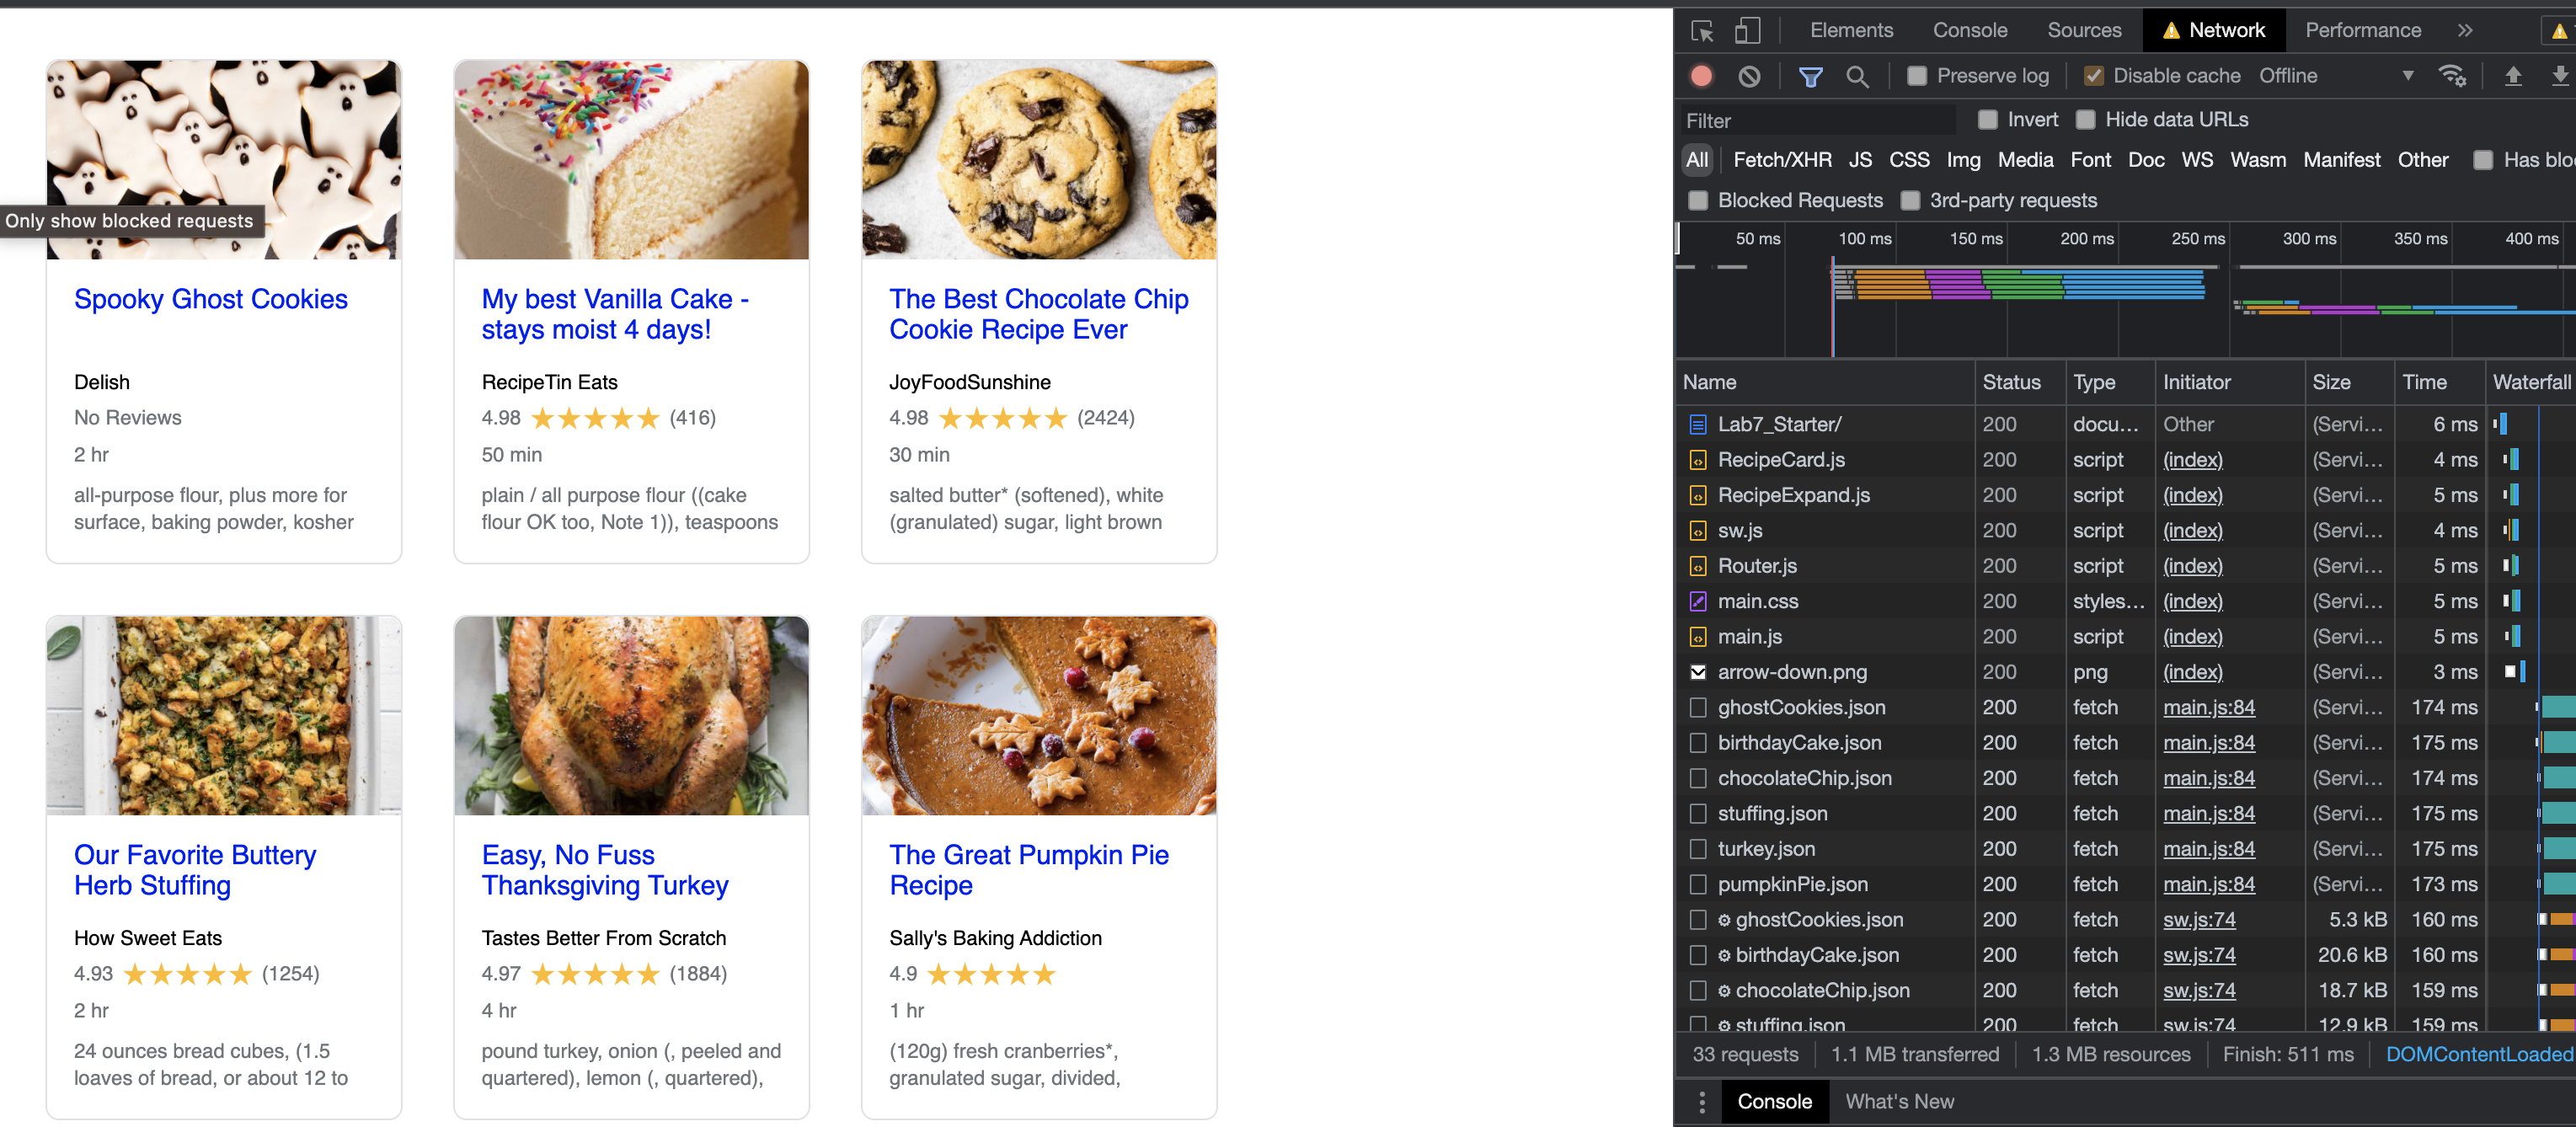 Only show blocked requests
Spooky Ghost Cookies
Delish
No Reviews
2 hr
all-purpose flour, plus more for
surface, baking powder, kosher
My best Vanilla Cake -
stays moist 4 days!
RecipeTin Eats
4.98 ★★★★★ (416)
50 min
plain / all purpose flour ((cake
flour OK too, Note 1)), teaspoons
The Best Chocolate Chip
Cookie Recipe Ever
JoyFoodSunshine
4.98 ★★★★★ (2424)
30 min
salted butter* (softened), white
(granulated) sugar, light brown
Our Favorite Buttery
Herb Stuffing
How Sweet Eats
4.93 ★★★★★ (1254)
2 hr
24 ounces bread cubes, (1.5
loaves of bread, or about 12 to
Easy, No Fuss
Thanksgiving Turkey
Tastes Better From Scratch
4.97 ★★★★★ (1884)
4 hr
pound turkey, onion (, peeled and
quartered), lemon (, quartered),
The Great Pumpkin Pie
Recipe
Sally's Baking Addiction
4.9 ★★★★★
1 hr
(120g) fresh cranberries*,
granulated sugar, divided,
Elements Console Sources Network Performance »
Preserve log Disable cache Offline
Filter Invert Hide data URLs
All Fetch/XHR JS CSS Img Media Font Doc WS Wasm Manifest Other Has blo
Blocked Requests 3rd-party requests
50 ms 100 ms 150 ms 200 ms 250 ms 300 ms 350 ms 400 ms
Name Status Type Initiator Size Time Waterfall
Lab7_Starter/ 200 docu... Other (Servi... 6 ms
RecipeCard.js 200 script (index) (Servi... 4 ms
RecipeExpand.js 200 script (index) (Servi... 5 ms
sw.js 200 script (index) (Servi... 4 ms
Router.js 200 script (index) (Servi... 5 ms
main.css 200 styles... (index) (Servi... 5 ms
main.js 200 script (index) (Servi... 5 ms
arrow-down.png 200 png (index) (Servi... 3 ms
ghostCookies.json 200 fetch main.js:84 (Servi... 174 ms
birthdayCake.json 200 fetch main.js:84 (Servi... 175 ms
chocolateChip.json 200 fetch main.js:84 (Servi... 174 ms
stuffing.json 200 fetch main.js:84 (Servi... 175 ms
turkey.json 200 fetch main.js:84 (Servi... 175 ms
pumpkinPie.json 200 fetch main.js:84 (Servi... 173 ms
ghostCookies.json 200 fetch sw.js:74 5.3 kB 160 ms
birthdayCake.json 200 fetch sw.js:74 20.6 kB 160 ms
chocolateChip.json 200 fetch sw.js:74 18.7 kB 159 ms
stuffing.json 200 fetch sw.js:74 12.9 kB 159 ms
33 requests 1.1 MB transferred 1.3 MB resources Finish: 511 ms DOMContentLoaded
Console What's New